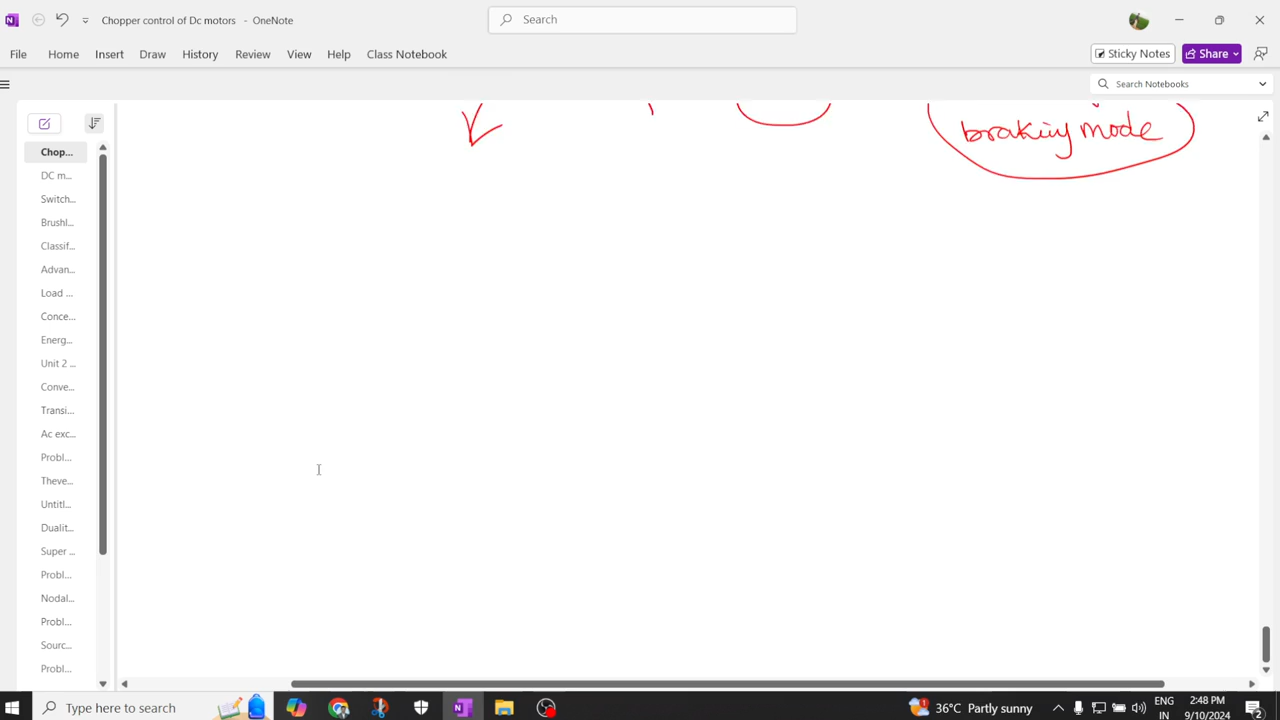 Chopper control of Dc motors - OneNote
Search
File Home Insert Draw History Review View Help Class Notebook
Sticky Notes Share
Search Notebooks
braking mode
Chop...
DC m...
Switch...
Brushl...
Classif...
Advan...
Load ...
Conce...
Energ...
Unit 2 ...
Conve...
Transi...
Ac exc...
Probl...
Theve...
Untitl...
Dualit...
Super ...
Probl...
Nodal...
Probl...
Sourc...
Probl...
Type here to search
36°C Partly sunny
ENG
IN
2:48 PM
9/10/2024
2